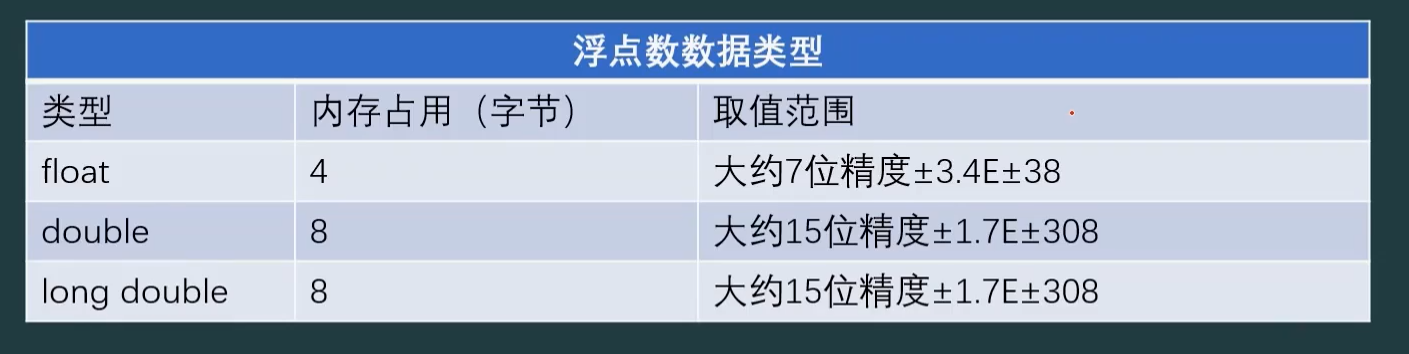 浮点数数据类型
类型 内存占用（字节） 取值范围
float 4 大约7位精度±3.4E±38
double 8 大约15位精度±1.7E±308
long double 8 大约15位精度±1.7E±308